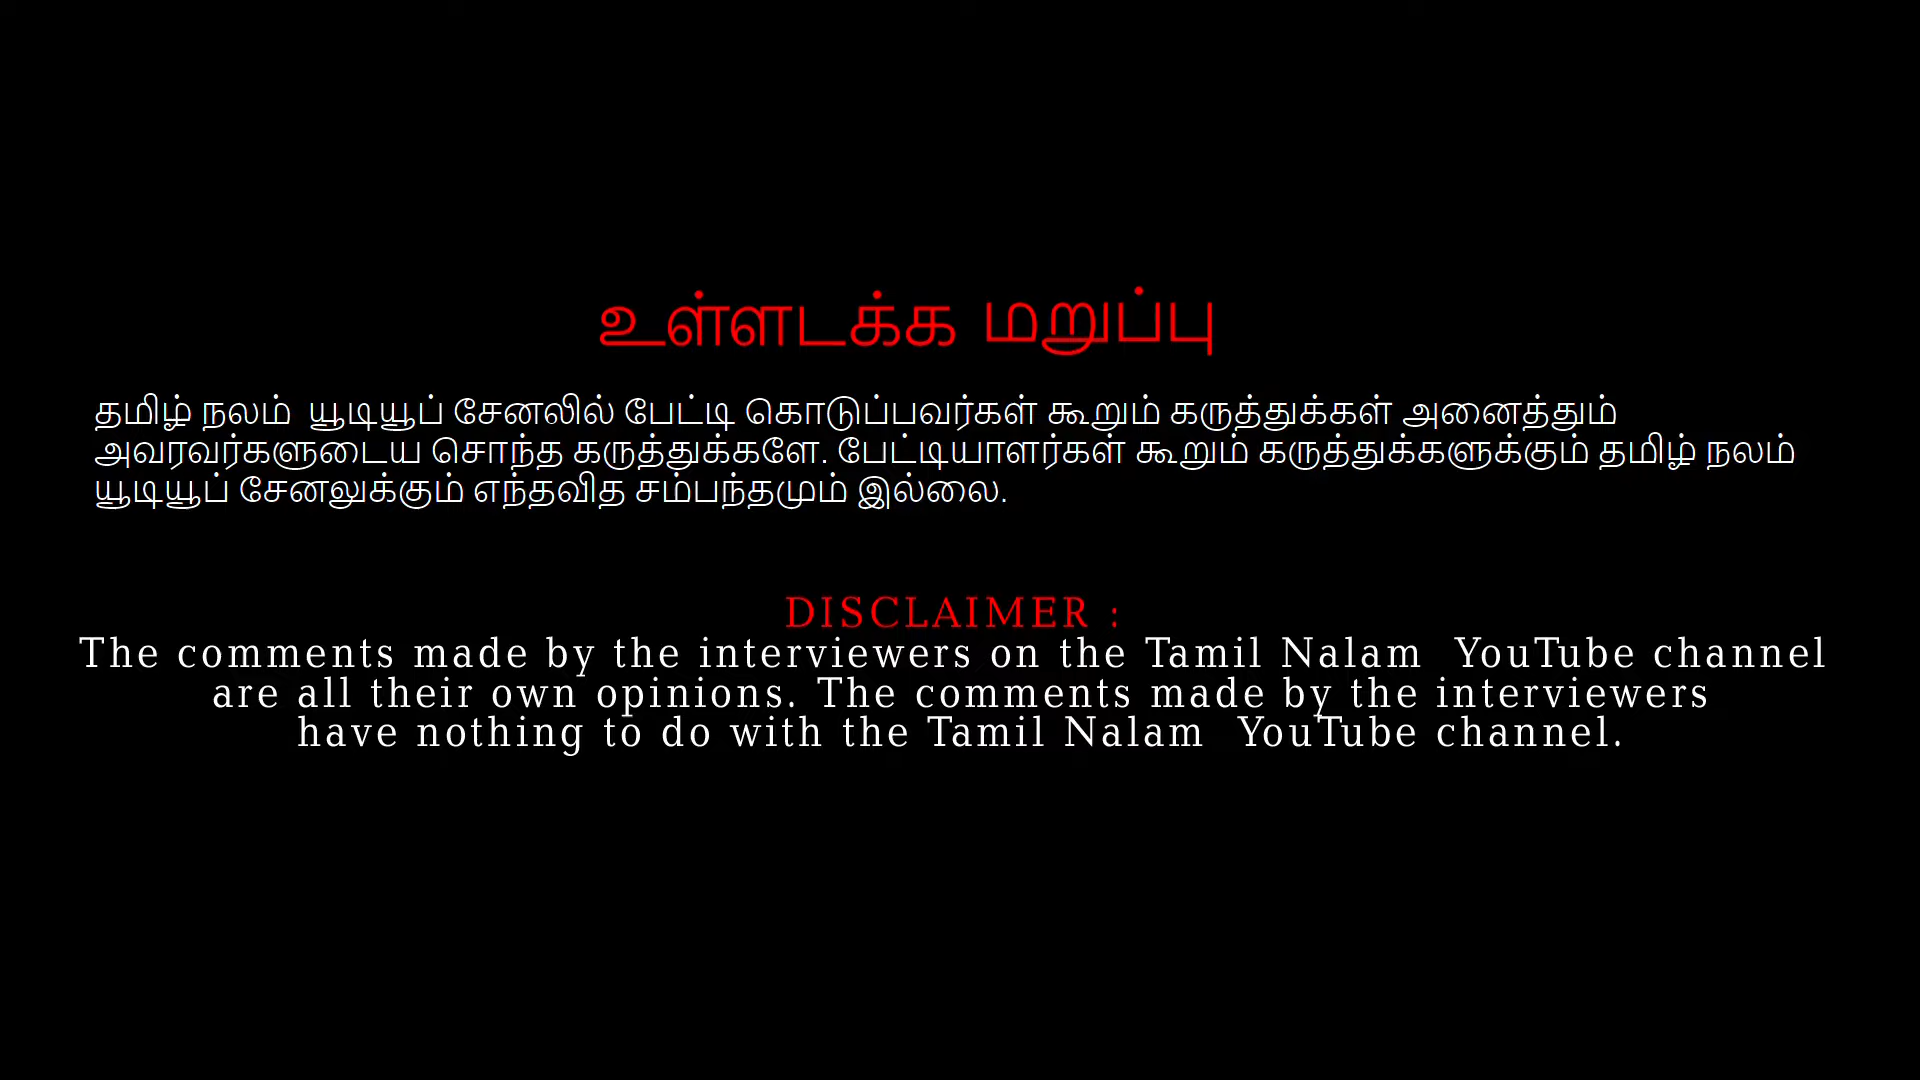 உள்ளடக்க மறுப்பு
தமிழ் நலம் யூடியூப் சேனலில் பேட்டி கொடுப்பவர்கள் கூறும் கருத்துக்கள் அனைத்தும்
அவரவர்களுடைய சொந்த கருத்துக்களே. பேட்டியாளர்கள் கூறும் கருத்துக்களுக்கும் தமிழ் நலம்
யூடியூப் சேனலுக்கும் எந்தவித சம்பந்தமும் இல்லை.
DISCLAIMER :
The comments made by the interviewers on the Tamil Nalam YouTube channel
are all their own opinions. The comments made by the interviewers
have nothing to do with the Tamil Nalam YouTube channel.